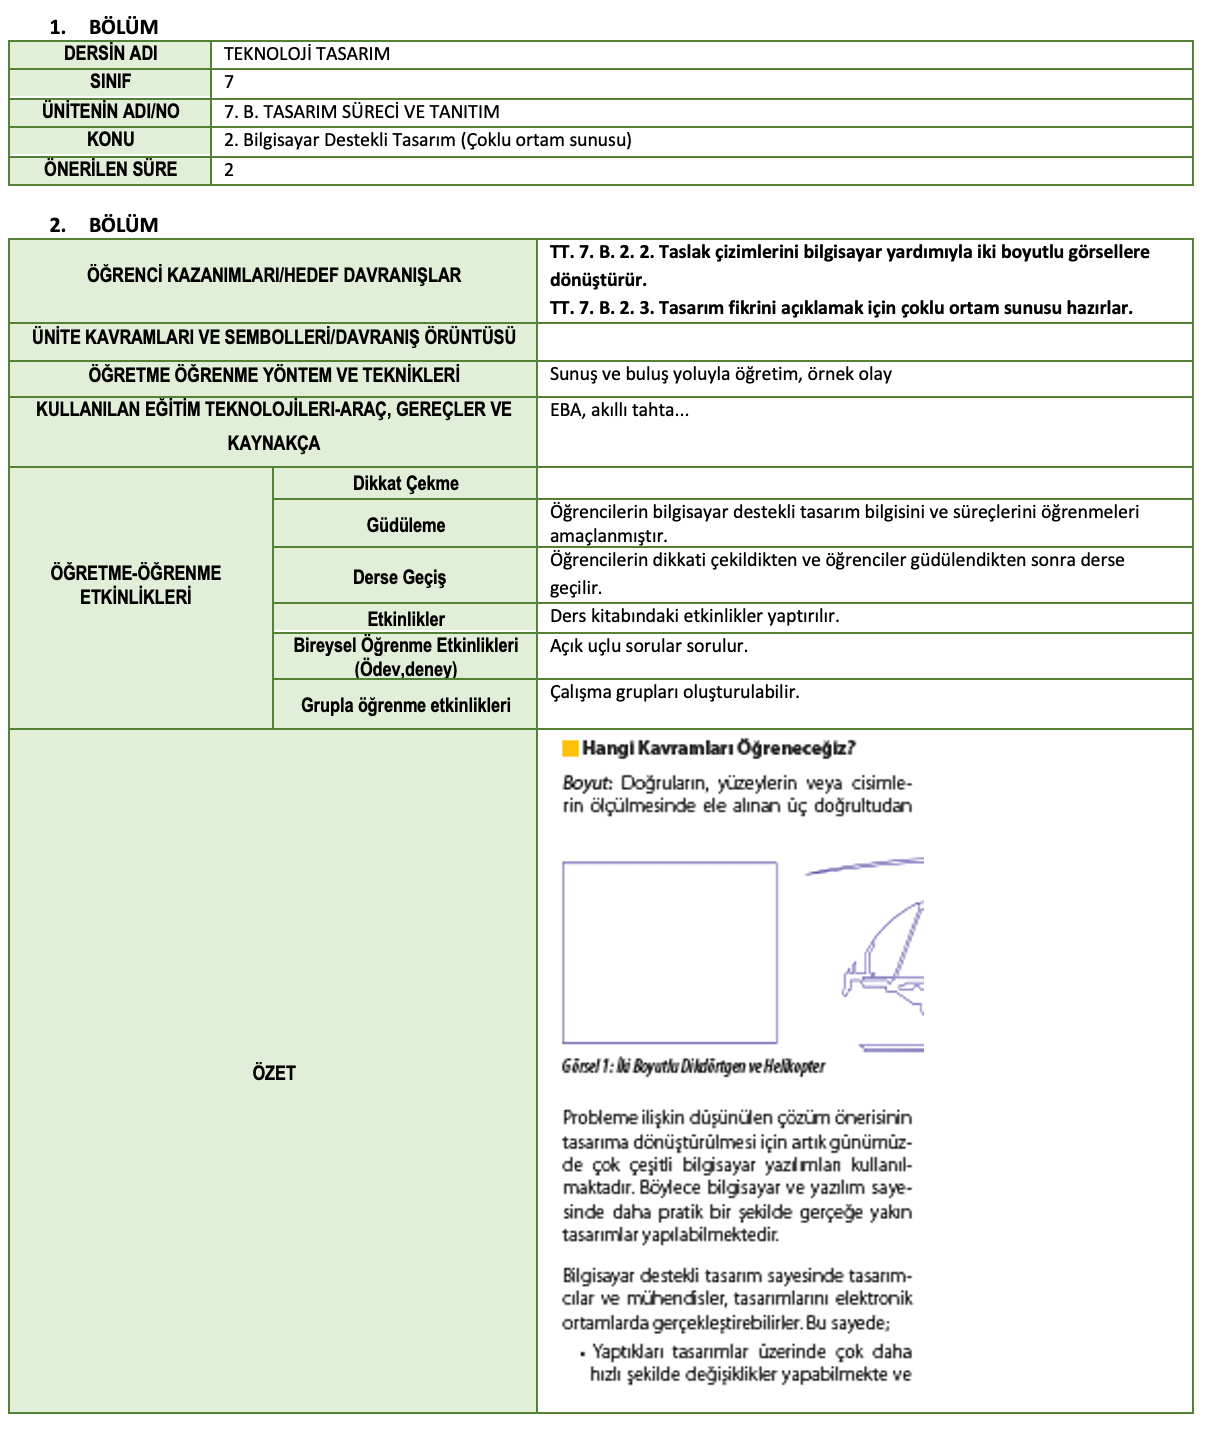 1. BÖLÜM
DERSİN ADI TEKNOLOJİ TASARIM
SINIF 7
ÜNİTENİN ADI/NO 7. B. TASARIM SÜRECİ VE TANITIM
KONU 2. Bilgisayar Destekli Tasarım (Çoklu ortam sunusu)
ÖNERİLEN SÜRE 2
2. BÖLÜM
ÖĞRENCİ KAZANIMLARI/HEDEF DAVRANIŞLAR
TT. 7. B. 2. 2. Taslak çizimlerini bilgisayar yardımıyla iki boyutlu görsellere
dönüştürür.
TT. 7. B. 2. 3. Tasarım fikrini açıklamak için çoklu ortam sunusu hazırlar.
ÜNİTE KAVRAMLARI VE SEMBOLLERİ/DAVRANIŞ ÖRÜNTÜSÜ
ÖĞRETME ÖĞRENME YÖNTEM VE TEKNİKLERİ Sunuş ve buluş yoluyla öğretim, örnek olay
KULLANILAN EĞİTİM TEKNOLOJİLERI-ARAÇ, GEREÇLER VE
KAYNAKÇA
EBA, akıllı tahta...
ÖĞRETME-ÖĞRENME
ETKİNLİKLERİ
Dikkat Çekme
Güdüleme
Öğrencilerin bilgisayar destekli tasarım bilgisini ve süreçlerini öğrenmeleri
amaçlanmıştır.
Derse Geçiş
Öğrencilerin dikkati çekildikten ve öğrenciler güdülendikten sonra derse
geçilir.
Etkinlikler Ders kitabındaki etkinlikler yaptırılır.
Bireysel Öğrenme Etkinlikleri
(Ödev,deney)
Açık uçlu sorular sorulur.
Grupla öğrenme etkinlikleri Çalışma grupları oluşturulabilir.
ÖZET
Hangi Kavramları Öğreneceğiz?
Boyut: Doğruların, yüzeylerin veya cisimle-
rin ölçülmesinde ele alınan üç doğrultudan
Görsel 1: İki Boyutlu Dikdörtgen ve Helikopter
Probleme ilişkin düşünülen çözüm önerisinin
tasarıma dönüştürülmesi için artık günümüz-
de çok çeşitli bilgisayar yazılımları kullanıl-
maktadır. Böylece bilgisayar ve yazılım saye-
sinde daha pratik bir şekilde gerçeğe yakın
tasarımlar yapılabilmektedir.
Bilgisayar destekli tasarım sayesinde tasarım-
cılar ve mühendisler, tasarımlarını elektronik
ortamlarda gerçekleştirebilirler. Bu sayede;
• Yaptıkları tasarımlar üzerinde çok daha
hızlı şekilde değişiklikler yapabilmekte ve